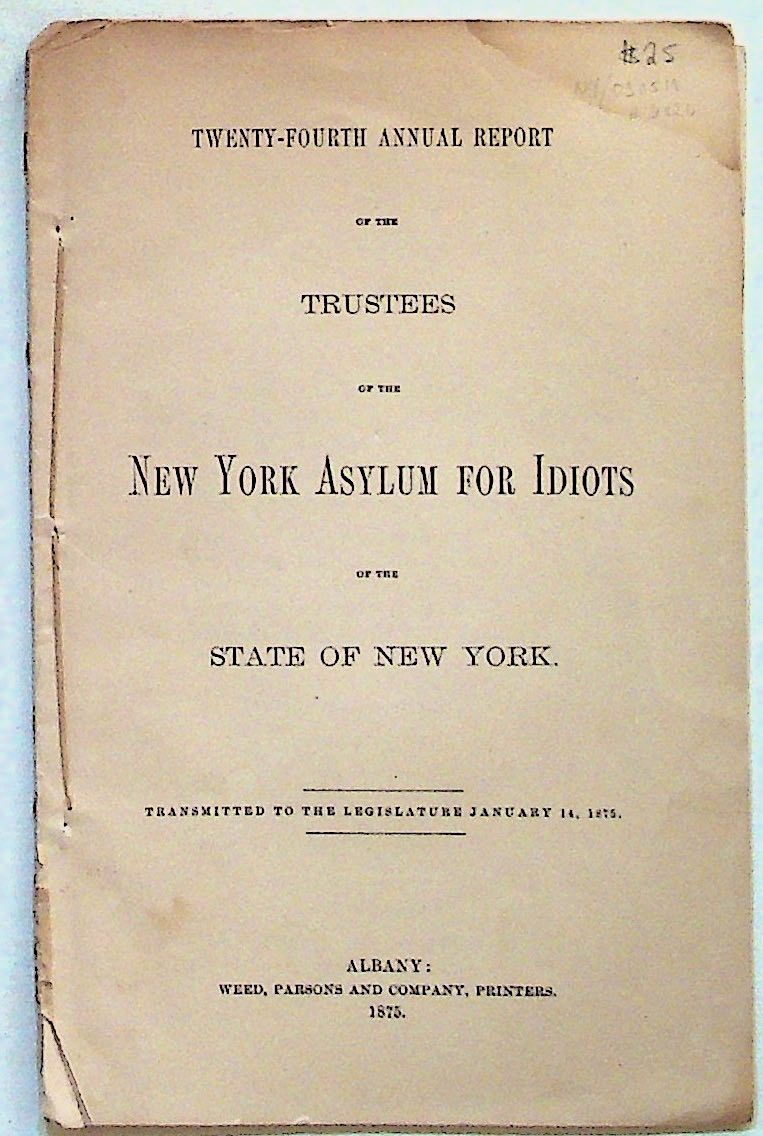 $25
TWENTY-FOURTH ANNUAL REPORT
OF THE
TRUSTEES
OF THE
NEW YORK ASYLUM FOR IDIOTS
OF THE
STATE OF NEW YORK.
TRANSMITTED TO THE LEGISLATURE JANUARY 14, 1875.
ALBANY:
WEED, PARSONS AND COMPANY, PRINTERS.
1875.